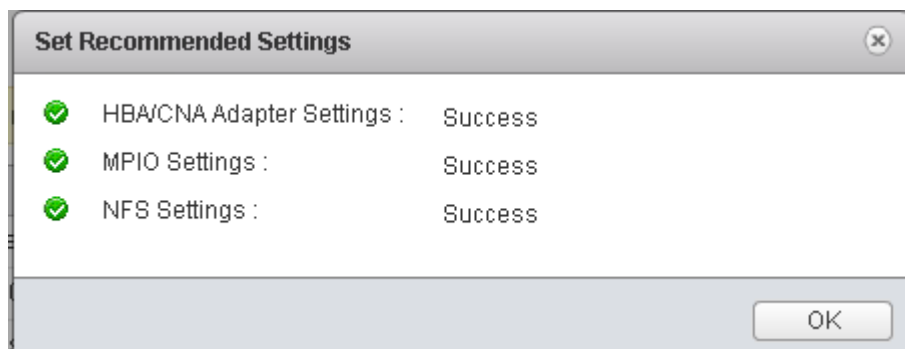 Set Recommended Settings
HBA/CNA Adapter Settings : Success
MPIO Settings : Success
NFS Settings : Success
OK